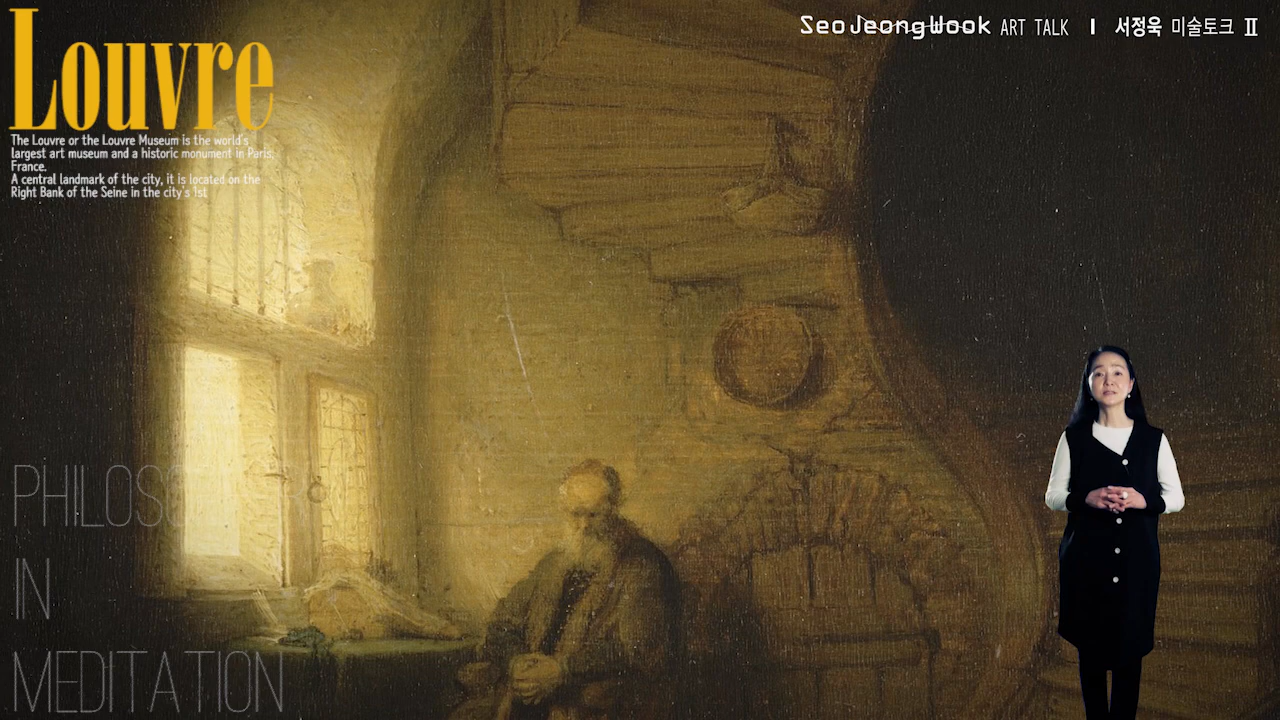 Louvre
The Louvre or the Louvre Museum is the world's
largest art museum and a historic monument in Paris,
France.
A central landmark of the city, it is located on the
Right Bank of the Seine in the city's 1st
SeoJeongWook ART TALK I 서정욱 미술토크 Ⅱ
PHILOSOPHER
IN
MEDITATION